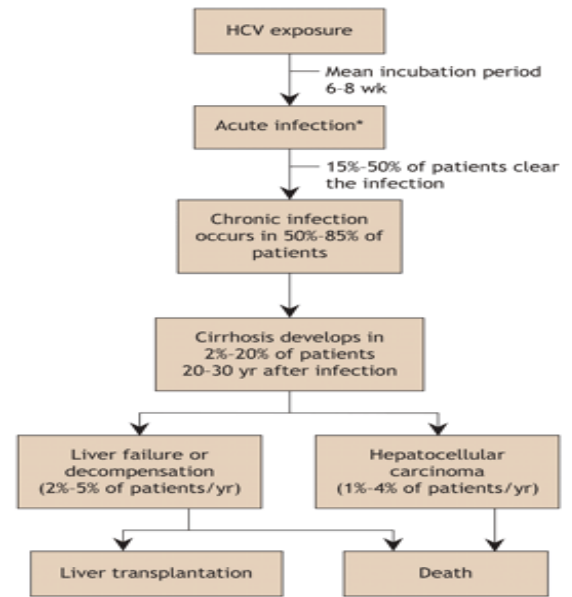 HCV exposure
Mean incubation period
6-8 wk
Acute infection*
15%-50% of patients clear
the infection
Chronic infection
occurs in 50%-85% of
patients
Cirrhosis develops in
2%-20% of patients
20-30 yr after infection
Liver failure or
decompensation
(2%-5% of patients/yr)
Hepatocellular
carcinoma
(1%-4% of patients/yr)
Liver transplantation
Death